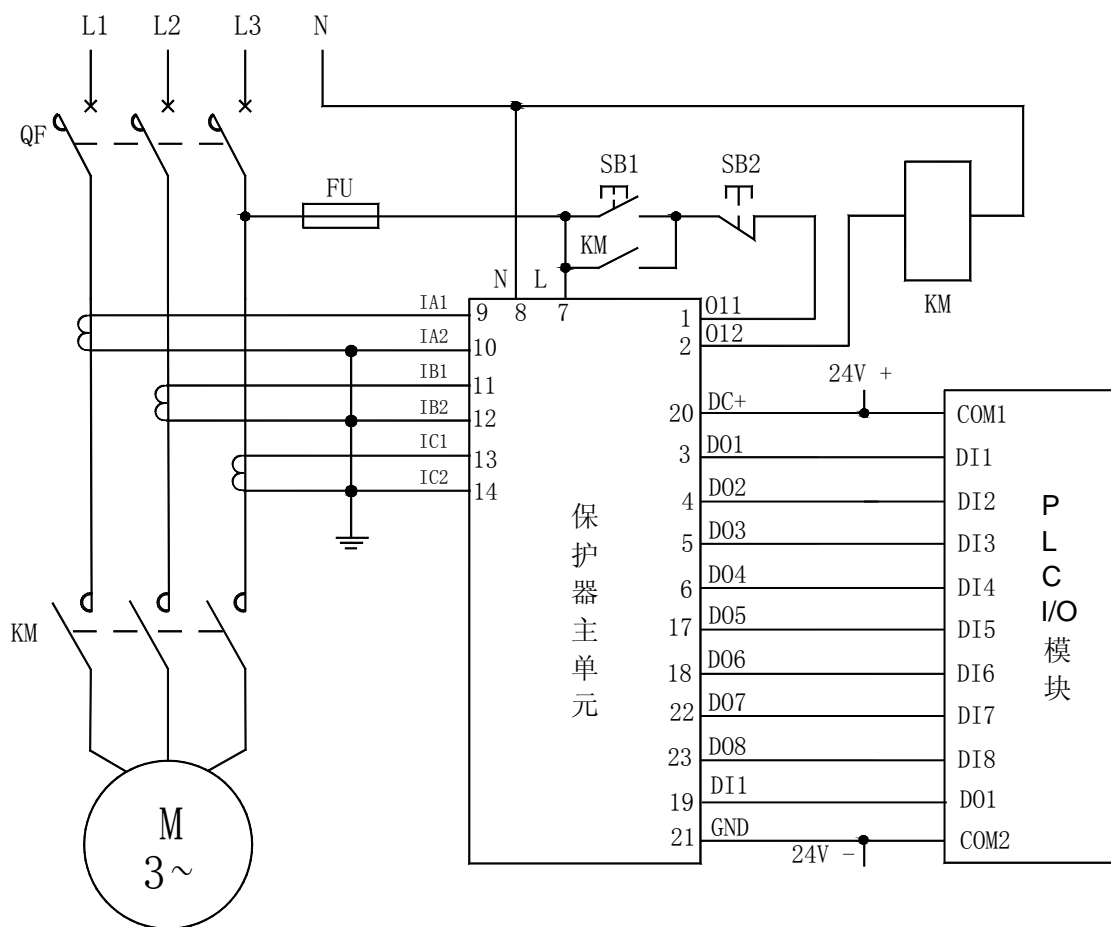 L1 L2 L3 N
QF
FU
SB1 SB2
KM
KM
N L
8 7
IA1 9
IA2 10
IB1 11
IB2 12
IC1 13
IC2 14
1 O11
2 O12
24V +
20 DC+ COM1
3 DO1 DI1
4 DO2 DI2
5 DO3 DI3
6 DO4 DI4
17 DO5 DI5
18 DO6 DI6
22 DO7 DI7
23 DO8 DI8
19 DI1 DO1
21 GND COM2
24V -
保护器主单元
PLC I/O模块
KM
M
3~